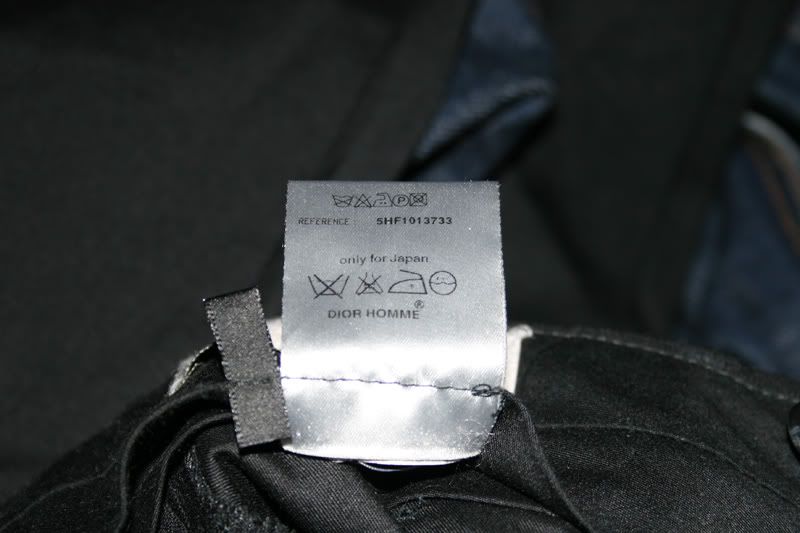 REFERENCE 5HF1013733
only for Japan
DIOR HOMME®